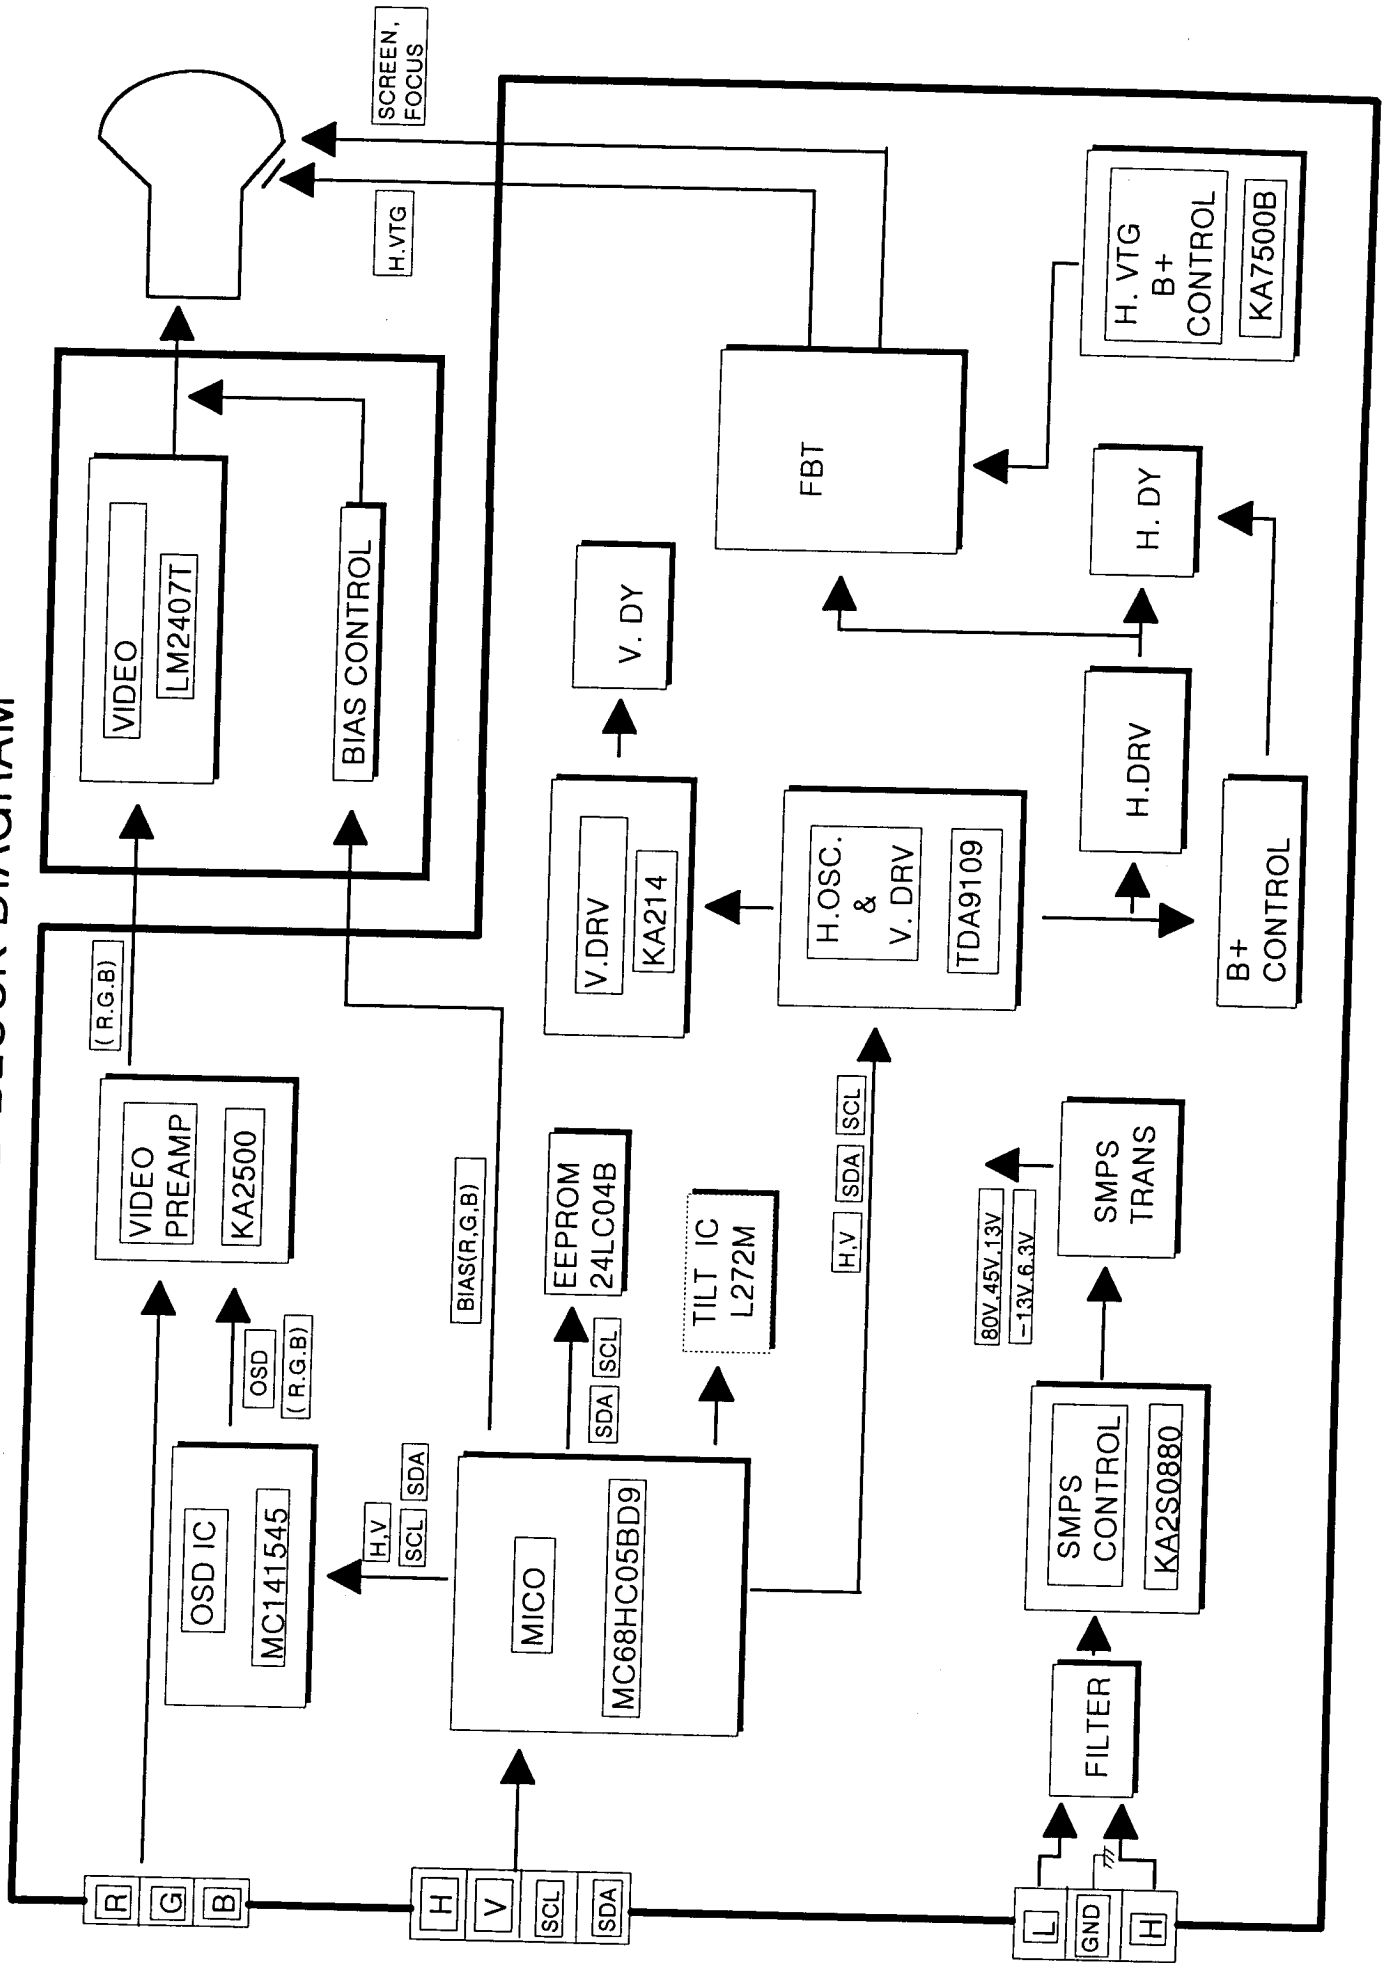 BLOCK DIAGRAM
R
G
B
H
V
SCL
SDA
L
GND
H
OSD IC
MC141545
OSD
( R.G.B)
VIDEO
PREAMP
KA2500
( R.G.B)
VIDEO
LM2407T
BIAS CONTROL
SCREEN,
FOCUS
H.VTG
H,V
SCL SDA
MICO
MC68HC05BD9
BIAS(R,G,B)
SDA SCL
EEPROM
24LC04B
TILT IC
L272M
H,V SDA SCL
V.DRV
KA214
V. DY
H.OSC.
&
V. DRV
TDA9109
FBT
H.DRV
H. DY
B+
CONTROL
H. VTG
B+
CONTROL
KA7500B
FILTER
SMPS
CONTROL
KA2S0880
SMPS
TRANS
80V,45V,13V
-13V.6.3V